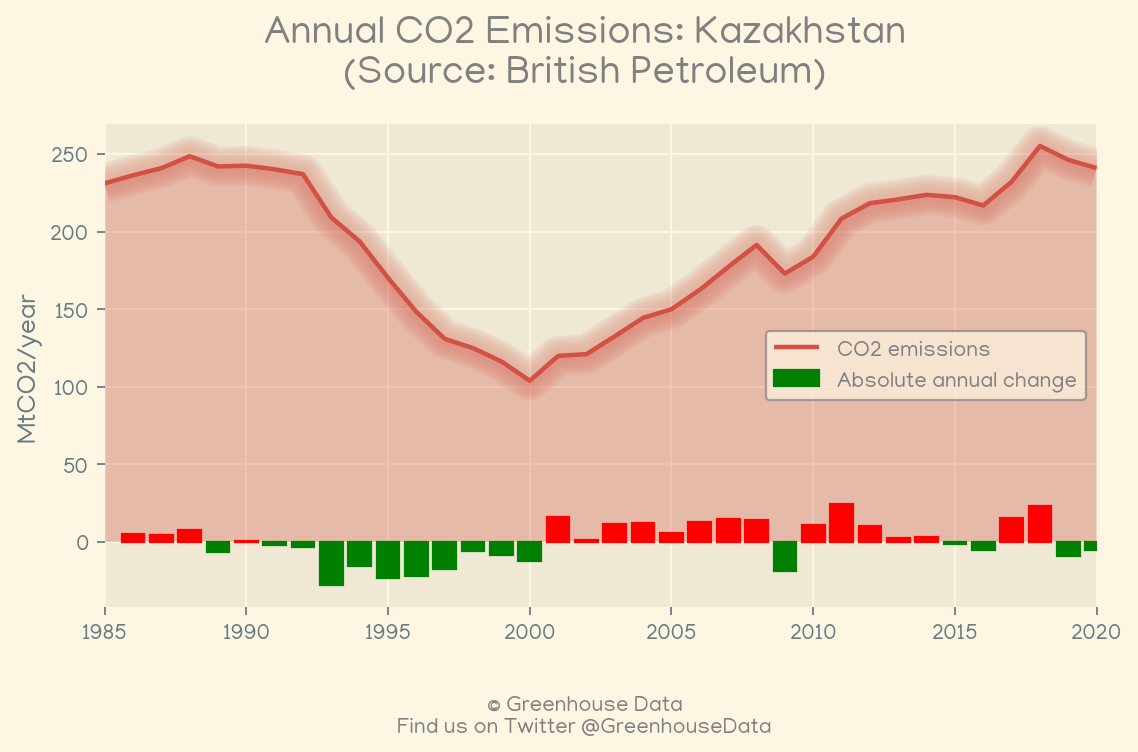 Annual CO2 Emissions: Kazakhstan
(Source: British Petroleum)
MtCO2/year
250
200
150
100
50
0
CO2 emissions
Absolute annual change
1985 1990 1995 2000 2005 2010 2015 2020
© Greenhouse Data
Find us on Twitter @GreenhouseData